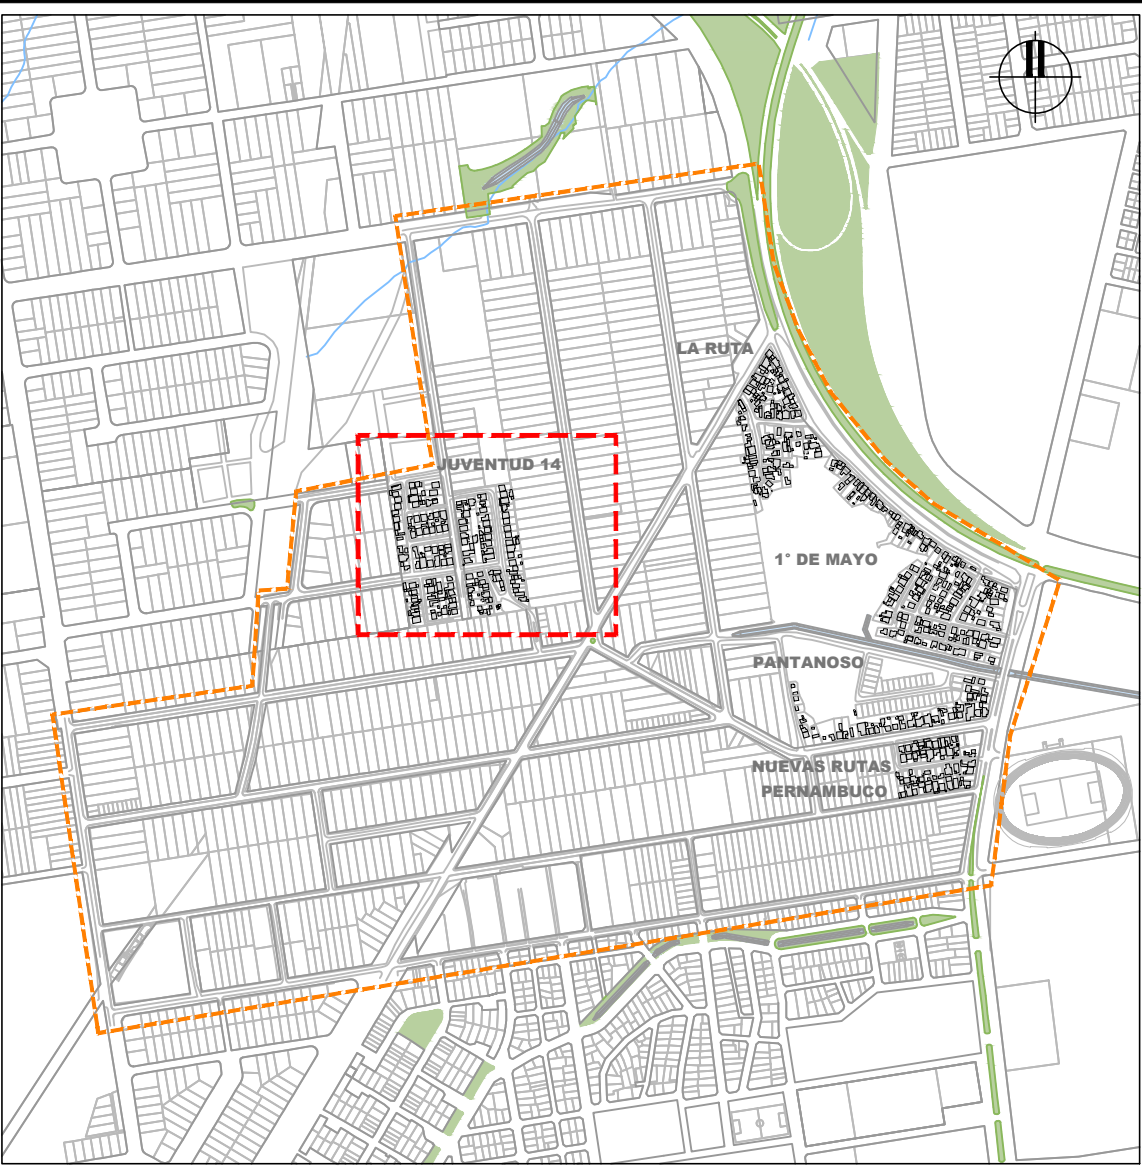 LA RUTA
JUVENTUD 14
1° DE MAYO
PANTANOSO
NUEVAS RUTAS
PERNAMBUCO